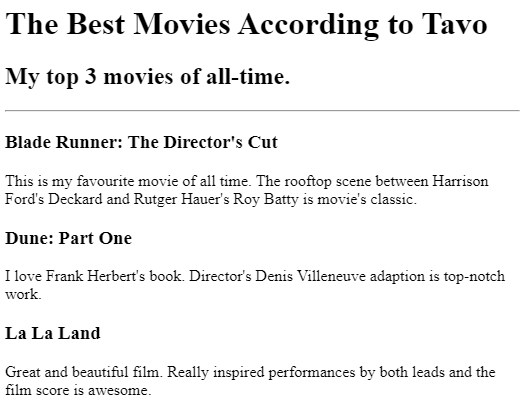 The Best Movies According to Tavo
My top 3 movies of all-time.
Blade Runner: The Director's Cut
This is my favourite movie of all time. The rooftop scene between Harrison
Ford's Deckard and Rutger Hauer's Roy Batty is movie's classic.
Dune: Part One
I love Frank Herbert's book. Director's Denis Villeneuve adaption is top-notch
work.
La La Land
Great and beautiful film. Really inspired performances by both leads and the
film score is awesome.